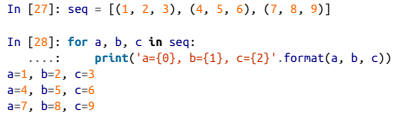 In [27]: seq = [(1, 2, 3), (4, 5, 6), (7, 8, 9)]
In [28]: for a, b, c in seq:
   ....:     print('a={0}, b={1}, c={2}'.format(a, b, c))
a=1, b=2, c=3
a=4, b=5, c=6
a=7, b=8, c=9